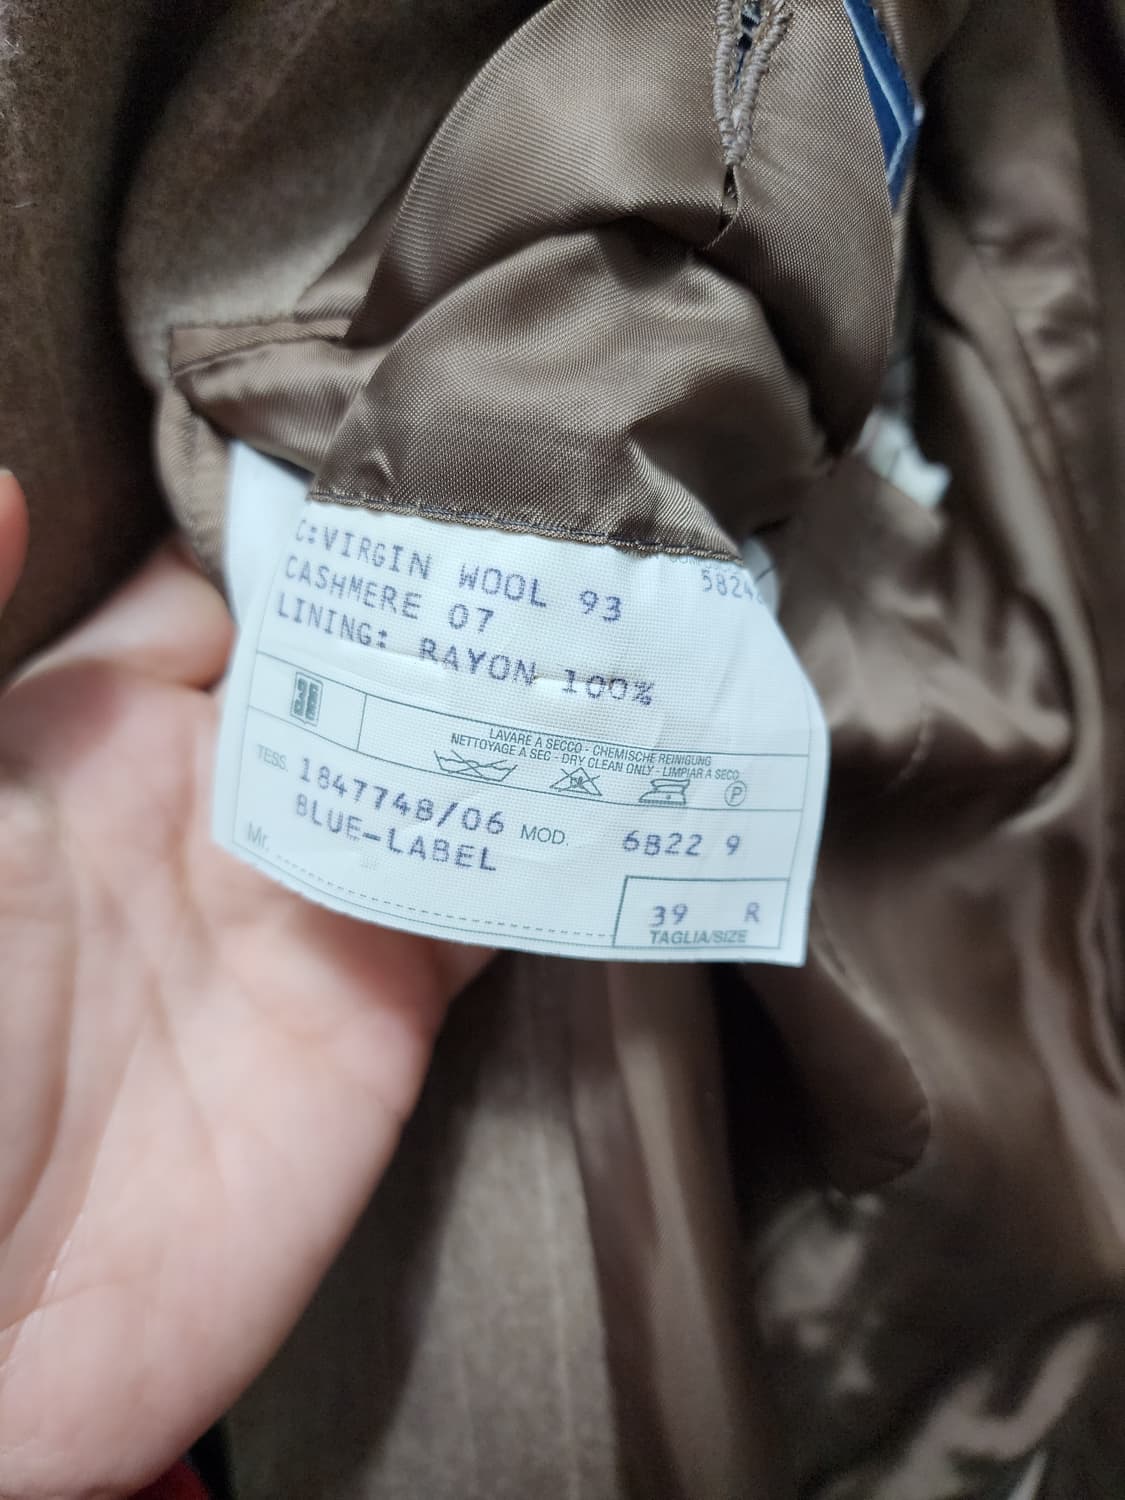 C:VIRGIN WOOL 93
CASHMERE 07
LINING: RAYON 100%
LAVARE A SECCO - CHEMISCHE REINIGUNG
NETTOYAGE A SEC - DRY CLEAN ONLY - LIMPIAR A SECO
P
TESS. 1847748/06 MOD. 6B22 9
BLUE-LABEL
Mr.
39 R
TAGLIA/SIZE